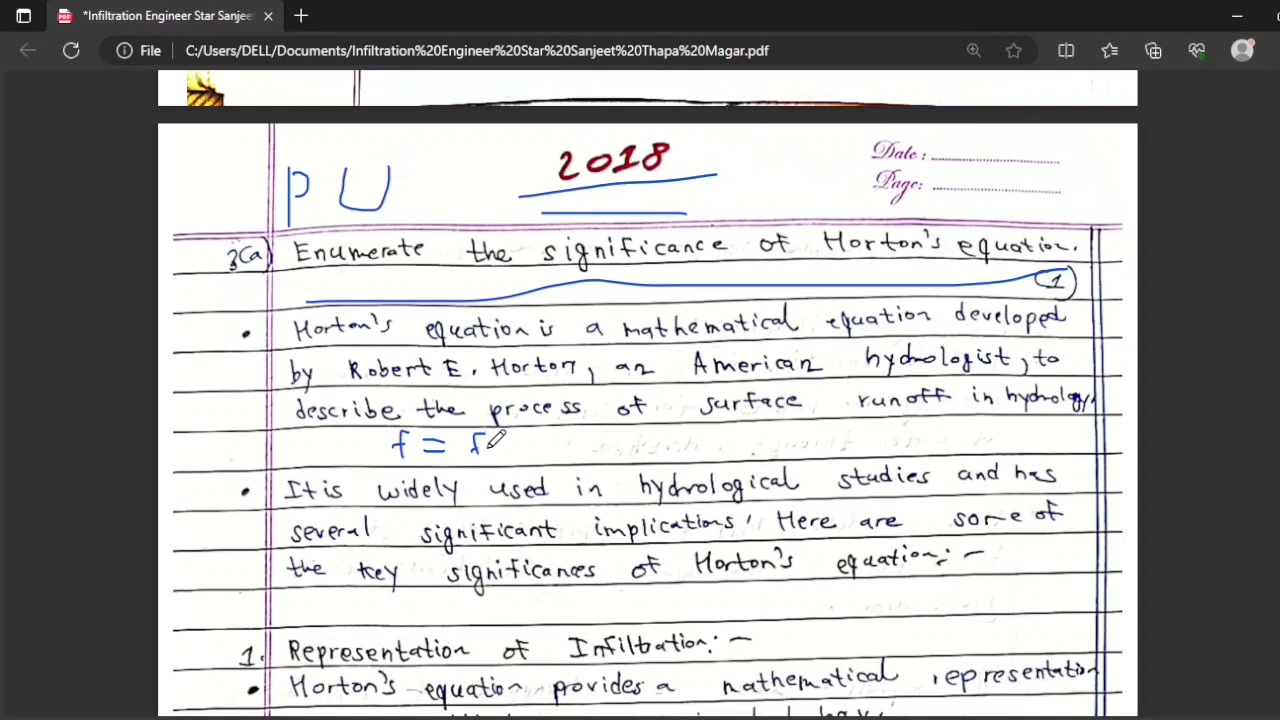 *Infiltration Engineer Star Sanjee
File
C:/Users/DELL/Documents/Infiltration%20Engineer%20Star%20Sanjeet%20Thapa%20Magar.pdf
PU
2018
Date:
Page:
3(a) Enumerate the significance of Horton's equation.
(1)
• Horton's equation is a mathematical equation developed
by Robert E. Horton, an American hydrologist, to
describe the process of surface runoff in hydrology.
f = f
• It is widely used in hydrological studies and has
several significant implications. Here are some of
the key significances of Horton's equation:-
1. Representation of Infiltration:-
• Horton's equation provides a mathematical representation